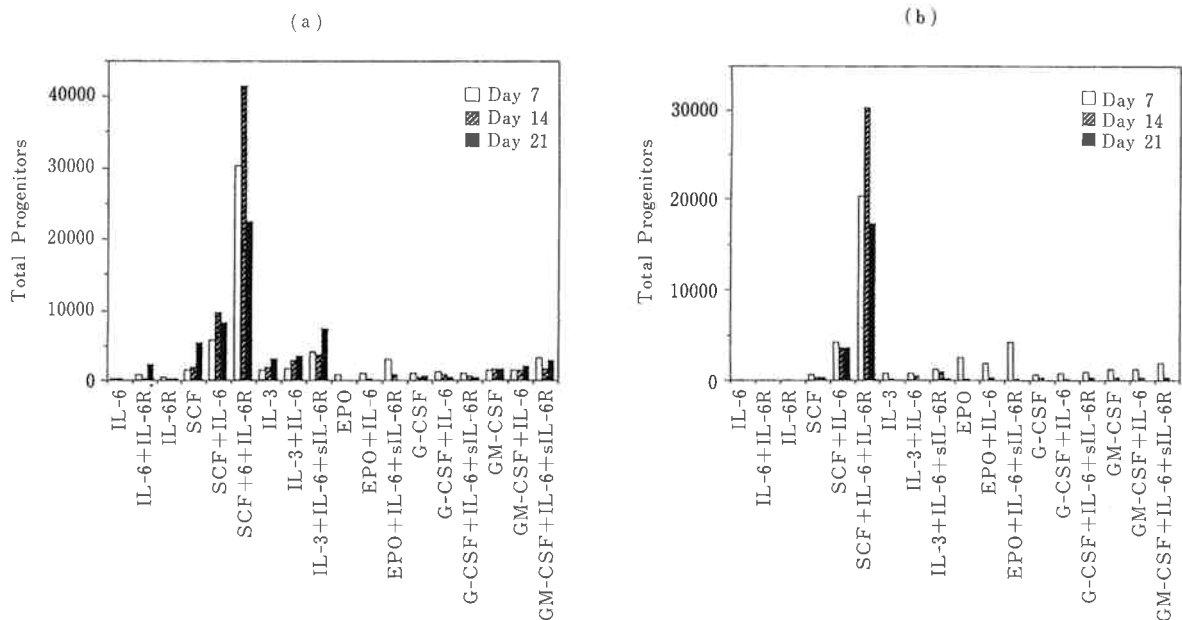 (a)
Total Progenitors
40000
30000
20000
10000
0
Day 7
Day 14
Day 21
IL-6
IL-6+IL-6R
IL-6R
SCF
SCF+IL-6
SCF+6+IL-6R
IL-3
IL-3+IL-6
IL-3+IL-6+sIL-6R
EPO
EPO+IL-6
EPO+IL-6+sIL-6R
G-CSF
G-CSF+IL-6
G-CSF+IL-6+sIL-6R
GM-CSF
GM-CSF+IL-6
GM-CSF+IL-6+sIL-6R
(b)
Total Progenitors
30000
20000
10000
0
Day 7
Day 14
Day 21
IL-6
IL-6+IL-6R
IL-6R
SCF
SCF+IL-6
SCF+IL-6+IL-6R
IL-3
IL-3+IL-6
IL-3+IL-6+sIL-6R
EPO
EPO+IL-6
EPO+IL-6+sIL-6R
G-CSF
G-CSF+IL-6
G-CSF+IL-6+sIL-6R
GM-CSF
GM-CSF+IL-6
GM-CSF+IL-6+sIL-6R